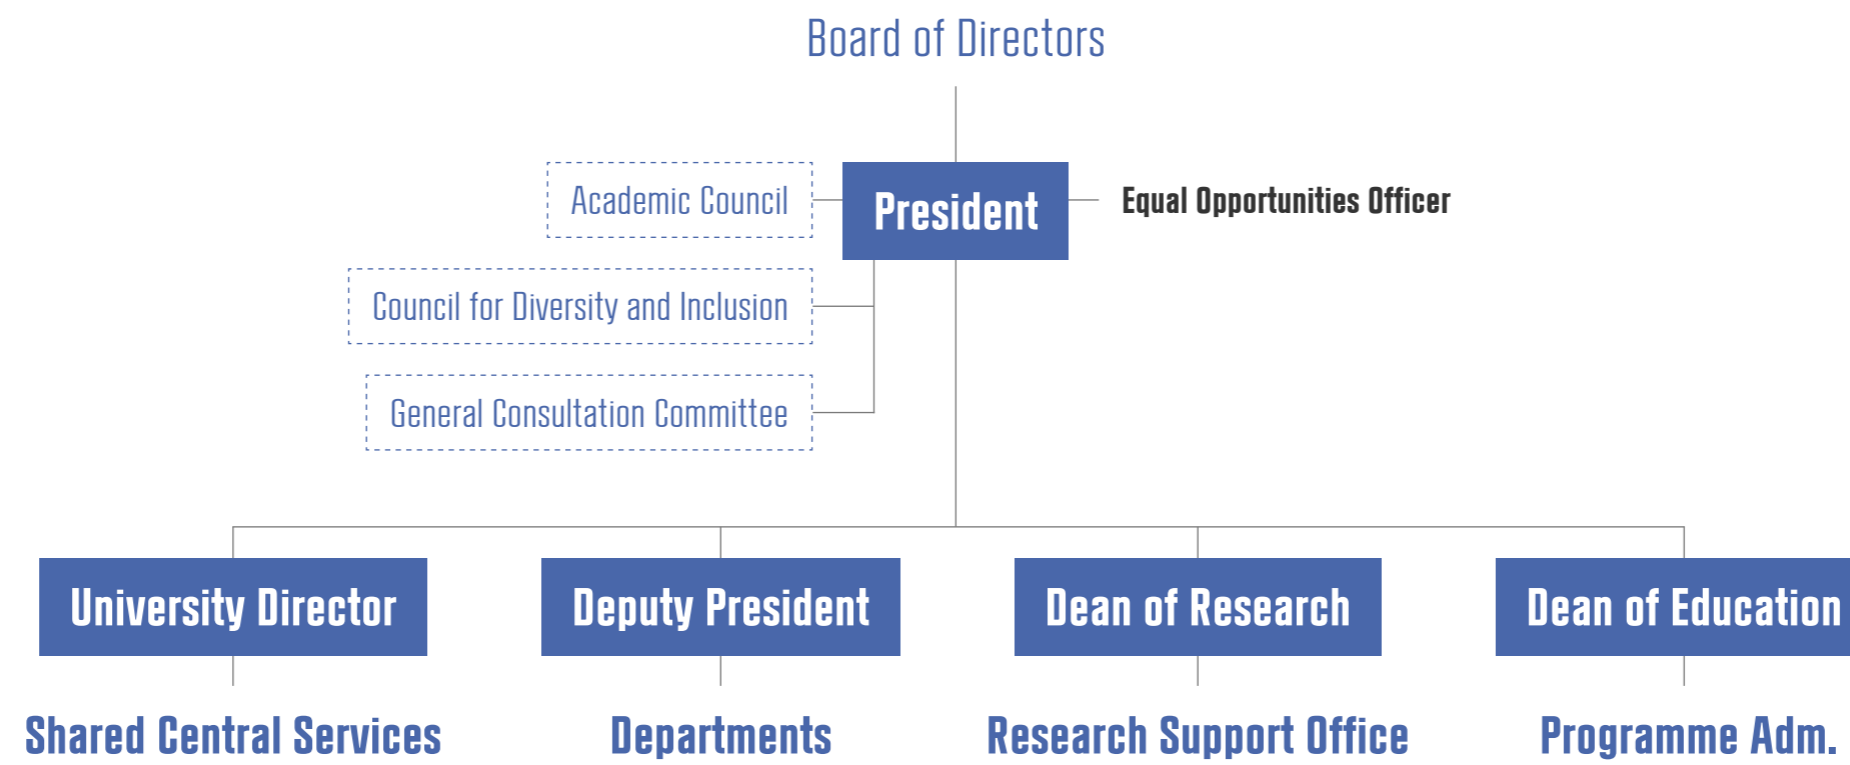 Board of Directors
Academic Council
President
Equal Opportunities Officer
Council for Diversity and Inclusion
General Consultation Committee
University Director
Deputy President
Dean of Research
Dean of Education
Shared Central Services
Departments
Research Support Office
Programme Adm.